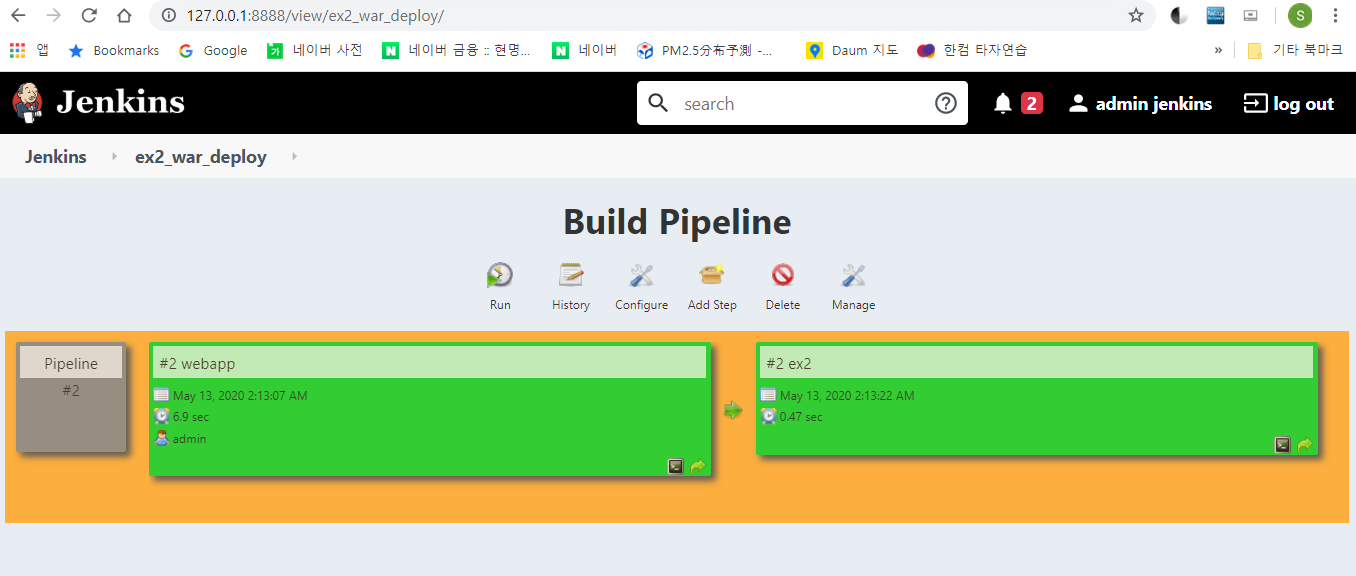 127.0.0.1:8888/view/ex2_war_deploy/
S
앱 Bookmarks Google 네이버 사전 네이버 금융 :: 현명... 네이버 PM2.5分布予測 -... Daum 지도 한컴 타자연습 » 기타 북마크
Jenkins search 2 admin jenkins log out
Jenkins ex2_war_deploy
Build Pipeline
Run History Configure Add Step Delete Manage
Pipeline
#2
#2 webapp
May 13, 2020 2:13:07 AM
6.9 sec
admin
#2 ex2
May 13, 2020 2:13:22 AM
0.47 sec